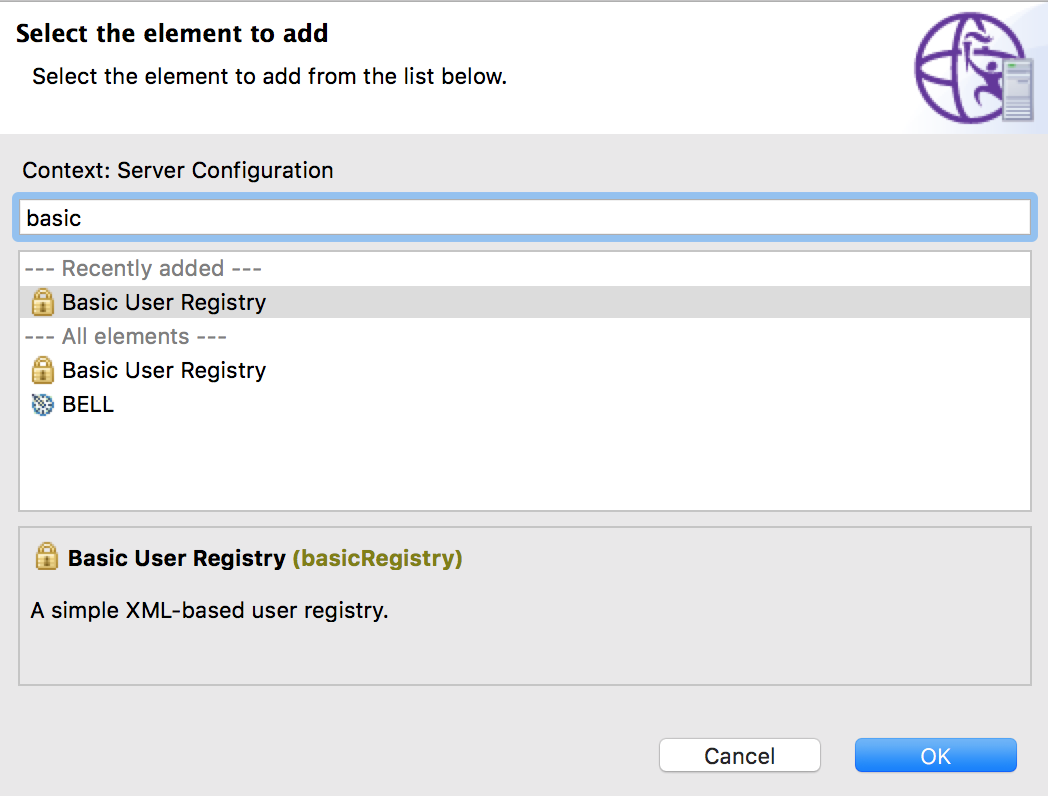 Select the element to add
Select the element to add from the list below.
Context: Server Configuration
basic
--- Recently added ---
Basic User Registry
--- All elements ---
Basic User Registry
BELL
Basic User Registry (basicRegistry)
A simple XML-based user registry.
Cancel OK